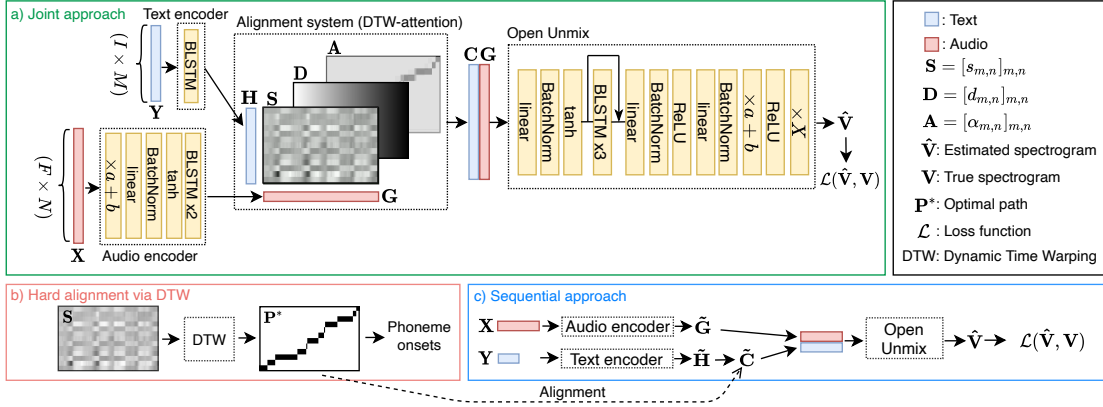 a) Joint approach
Text encoder
(I × M)
Y
BLSTM
Alignment system (DTW-attention)
A
D
S
H
G
(F × N)
X
×a + b
linear
BatchNorm
tanh
BLSTM x2
Audio encoder
C G
Open Unmix
linear
BatchNorm
tanh
BLSTM x3
linear
BatchNorm
ReLU
linear
BatchNorm
×a + b
ReLU
×X
V̂
ℒ(V̂, V)
: Text
: Audio
S = [s_{m,n}]_{m,n}
D = [d_{m,n}]_{m,n}
A = [α_{m,n}]_{m,n}
V̂: Estimated spectrogram
V: True spectrogram
P*: Optimal path
ℒ : Loss function
DTW: Dynamic Time Warping
b) Hard alignment via DTW
S
DTW
P*
Phoneme
onsets
c) Sequential approach
X
Audio encoder
G̃
Y
Text encoder
H̃
C̃
Open
Unmix
V̂
ℒ(V̂, V)
Alignment